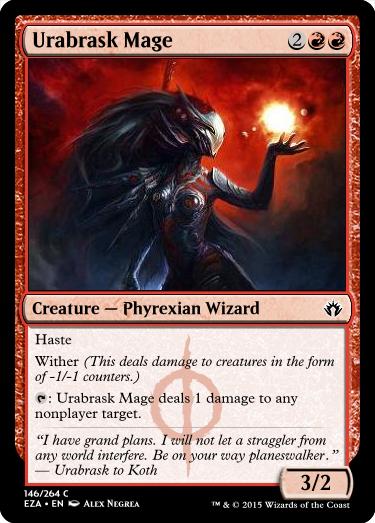 Urabrask Mage 2
Creature — Phyrexian Wizard
Haste
Wither (This deals damage to creatures in the form
of -1/-1 counters.)
: Urabrask Mage deals 1 damage to any
nonplayer target.
“I have grand plans. I will not let a straggler from
any world interfere. Be on your way planeswalker.”
— Urabrask to Koth
3/2
146/264 C
EZA • EN ALEX NEGREA
™ & © 2015 Wizards of the Coast